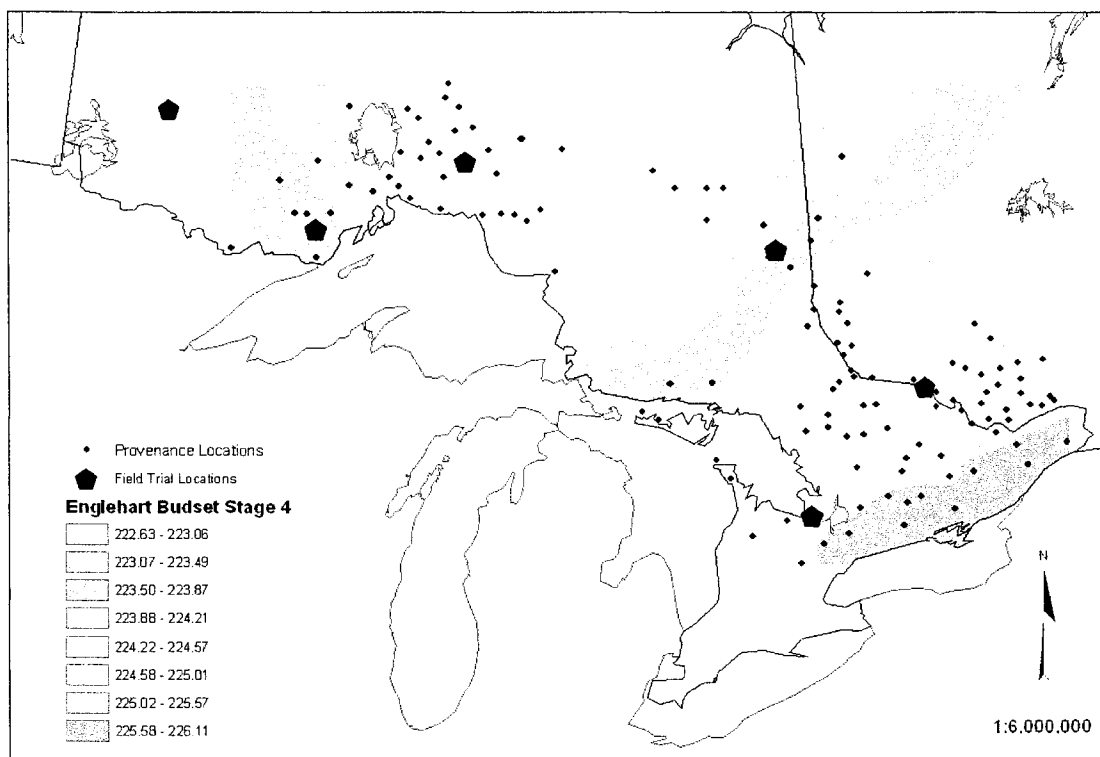 Provenance Locations
Field Trial Locations
Englehart Budset Stage 4
222.63 - 223.06
223.07 - 223.49
223.50 - 223.87
223.88 - 224.21
224.22 - 224.57
224.58 - 225.01
225.02 - 225.57
225.58 - 226.11
N
1:6,000,000